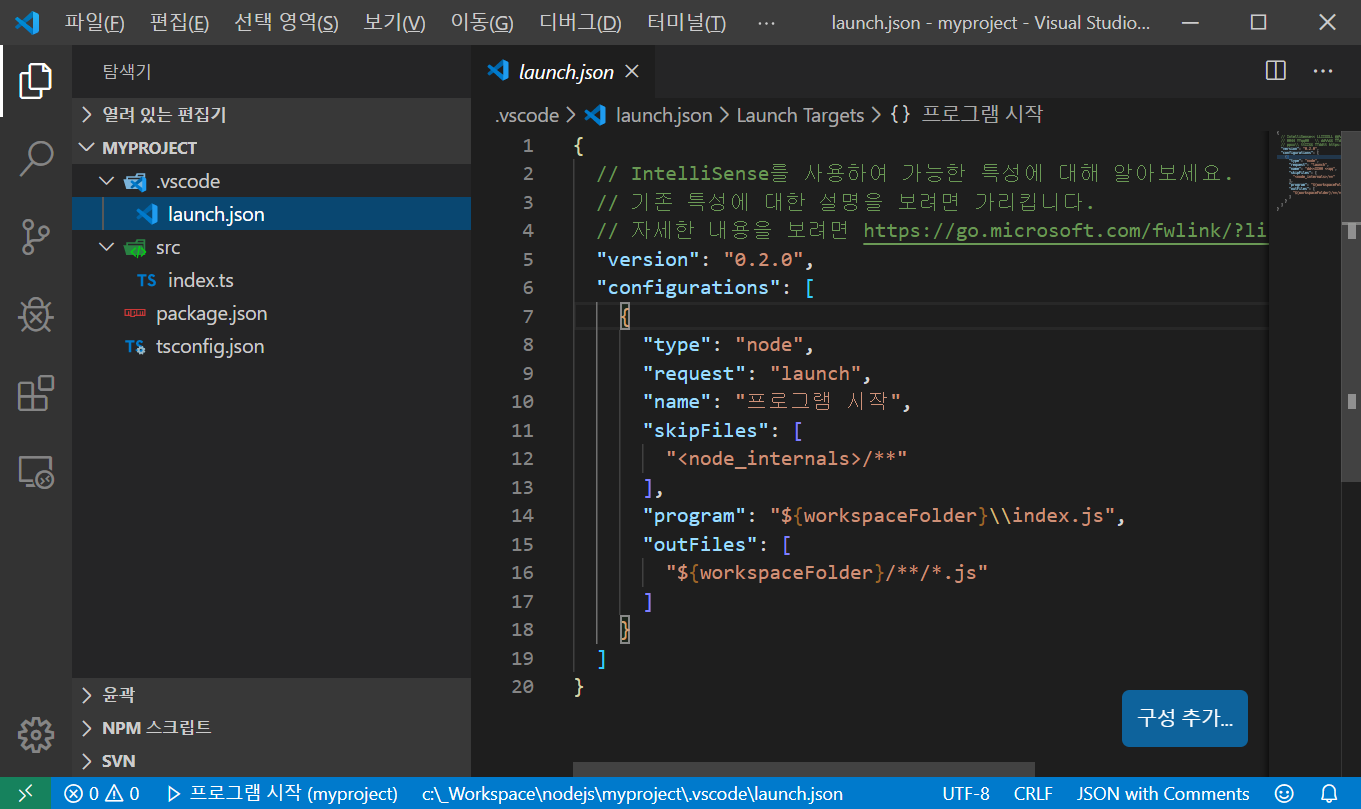 파일(F) 편집(E) 선택 영역(S) 보기(V) 이동(G) 디버그(D) 터미널(T) ··· launch.json - myproject - Visual Studio...
탐색기
열려 있는 편집기
MYPROJECT
.vscode
launch.json
src
TS index.ts
package.json
TS tsconfig.json
윤곽
NPM 스크립트
SVN
launch.json
.vscode > launch.json > Launch Targets > {} 프로그램 시작
1 {
2 // IntelliSense를 사용하여 가능한 특성에 대해 알아보세요.
3 // 기존 특성에 대한 설명을 보려면 가리킵니다.
4 // 자세한 내용을 보려면 https://go.microsoft.com/fwlink/?li
5 "version": "0.2.0",
6 "configurations": [
7 {
8 "type": "node",
9 "request": "launch",
10 "name": "프로그램 시작",
11 "skipFiles": [
12 "<node_internals>/**"
13 ],
14 "program": "${workspaceFolder}\\index.js",
15 "outFiles": [
16 "${workspaceFolder}/**/*.js"
17 ]
18 }
19 ]
20 }
구성 추가...
0 0 프로그램 시작 (myproject) c:\_Workspace\nodejs\myproject\.vscode\launch.json UTF-8 CRLF JSON with Comments